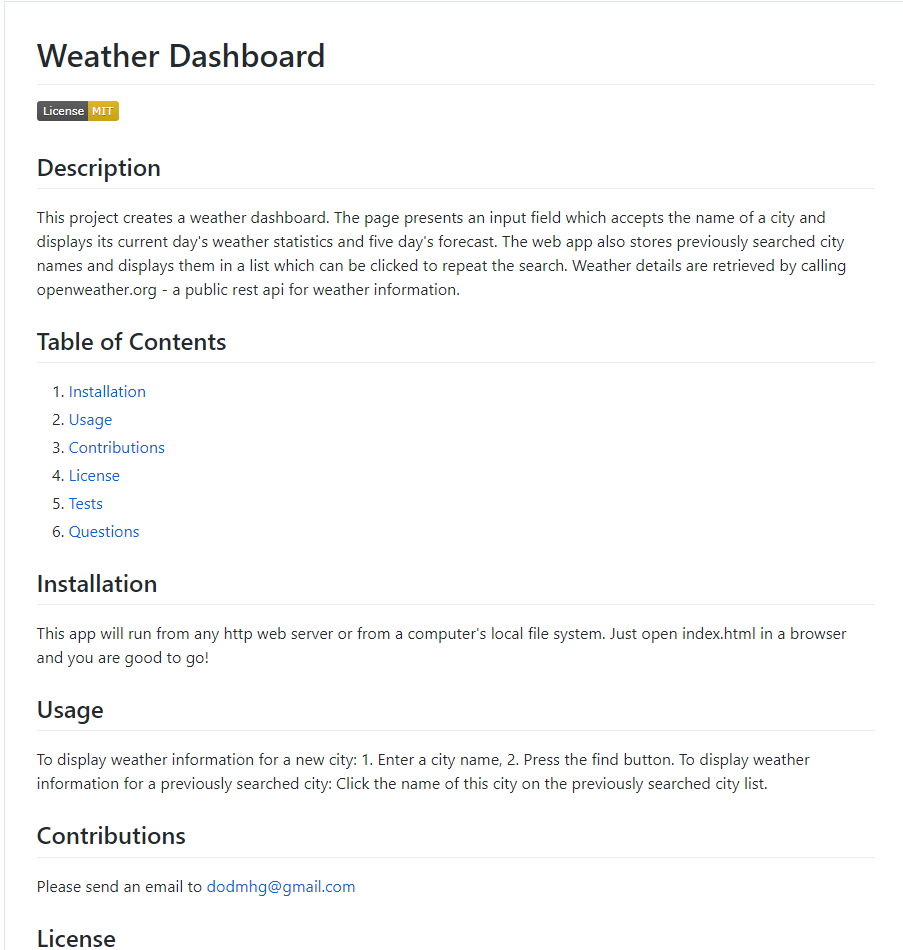 Weather Dashboard
License MIT
Description
This project creates a weather dashboard. The page presents an input field which accepts the name of a city and
displays its current day's weather statistics and five day's forecast. The web app also stores previously searched city
names and displays them in a list which can be clicked to repeat the search. Weather details are retrieved by calling
openweather.org - a public rest api for weather information.
Table of Contents
1. Installation
2. Usage
3. Contributions
4. License
5. Tests
6. Questions
Installation
This app will run from any http web server or from a computer's local file system. Just open index.html in a browser
and you are good to go!
Usage
To display weather information for a new city: 1. Enter a city name, 2. Press the find button. To display weather
information for a previously searched city: Click the name of this city on the previously searched city list.
Contributions
Please send an email to dodmhg@gmail.com
License